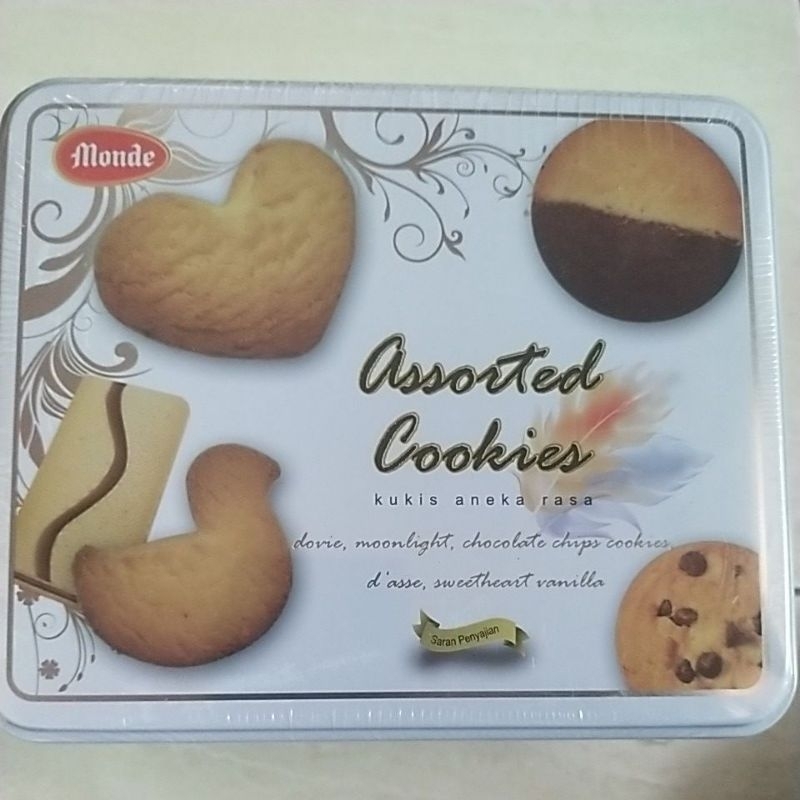 Monde
Assorted
Cookies
kukis aneka rasa
dovie, moonlight, chocolate chips cookies,
d'asse, sweetheart vanilla
Saran Penyajian